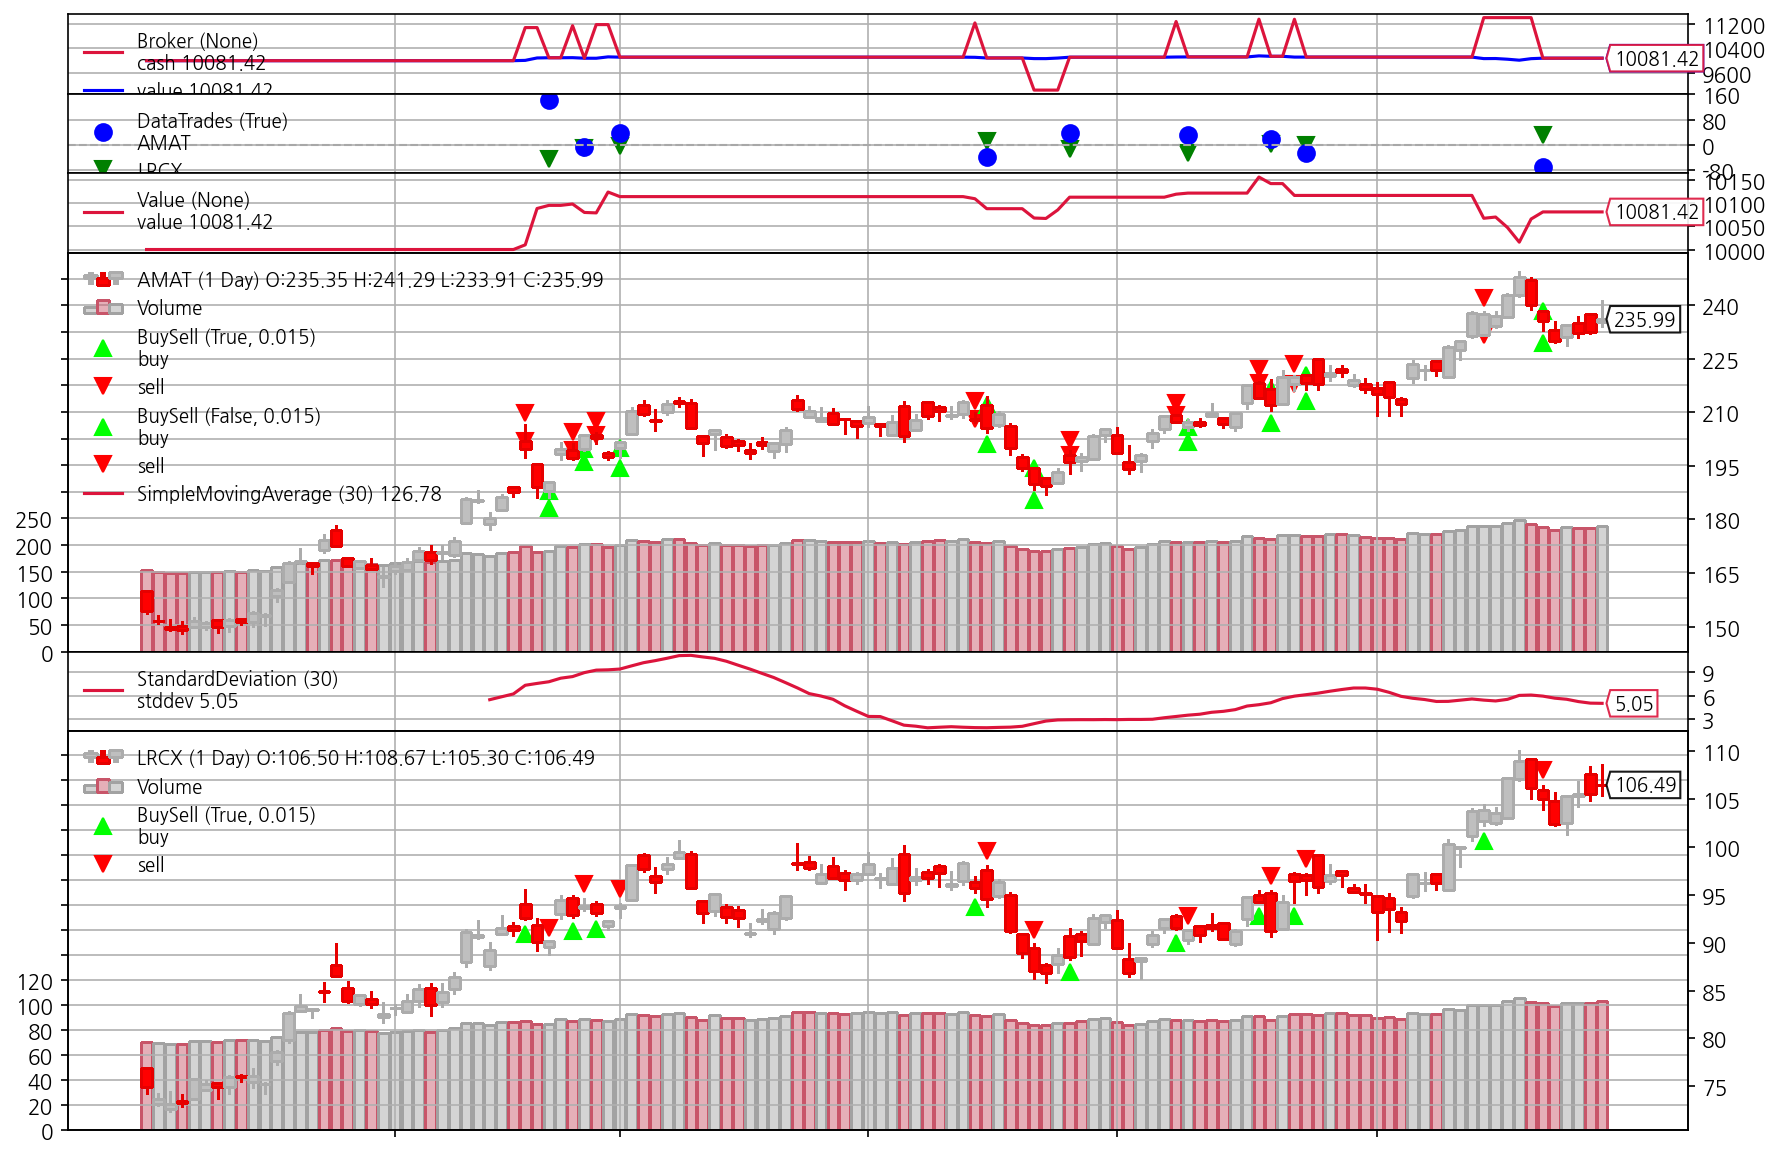 Broker (None)
cash 10081.42
value 10081.42
11200
10400
10081.42
9600
DataTrades (True)
AMAT
LRCX
160
80
0
-80
Value (None)
value 10081.42
10150
10100
10081.42
10050
10000
AMAT (1 Day) O:235.35 H:241.29 L:233.91 C:235.99
Volume
BuySell (True, 0.015)
buy
sell
BuySell (False, 0.015)
buy
sell
SimpleMovingAverage (30) 126.78
240
235.99
225
210
195
180
165
150
250
200
150
100
50
0
StandardDeviation (30)
stddev 5.05
9
6
5.05
3
LRCX (1 Day) O:106.50 H:108.67 L:105.30 C:106.49
Volume
BuySell (True, 0.015)
buy
sell
110
106.49
105
100
95
90
85
80
75
120
100
80
60
40
20
0